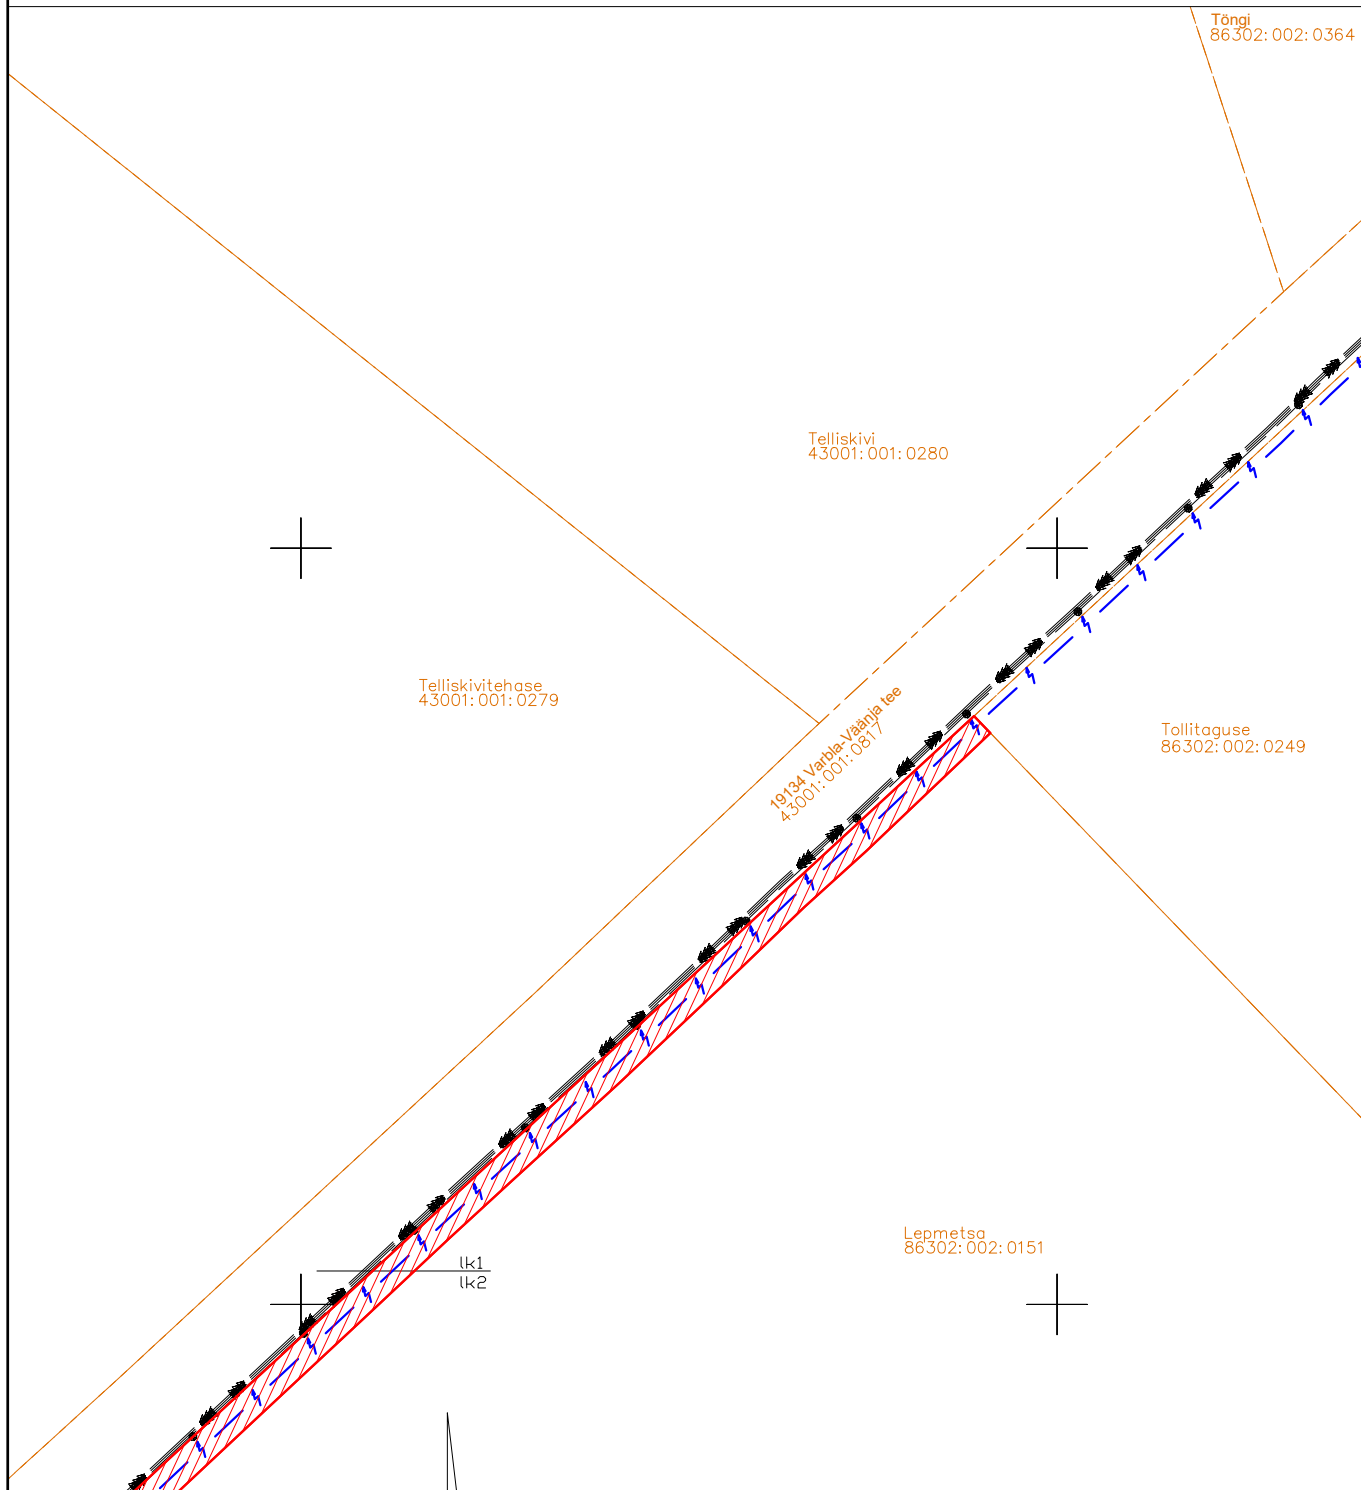 Tõngi
86302:002:0364
Telliskivi
43001:001:0280
Telliskivitehase
43001:001:0279
19134 Varbla-Väänja tee
43001:001:0817
Tollitaguse
86302:002:0249
Lepmetsa
86302:002:0151
lk1
lk2